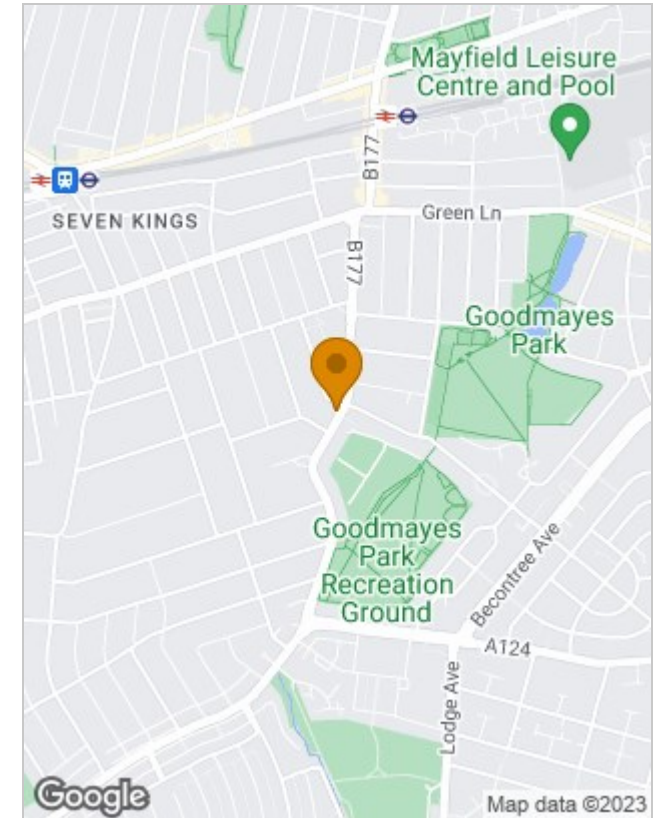 Mayfield Leisure
Centre and Pool
B177
SEVEN KINGS
Green Ln
B177
Goodmayes
Park
Goodmayes
Park
Recreation
Ground
Becontree Ave
A124
Lodge Ave
Google
Map data ©2023